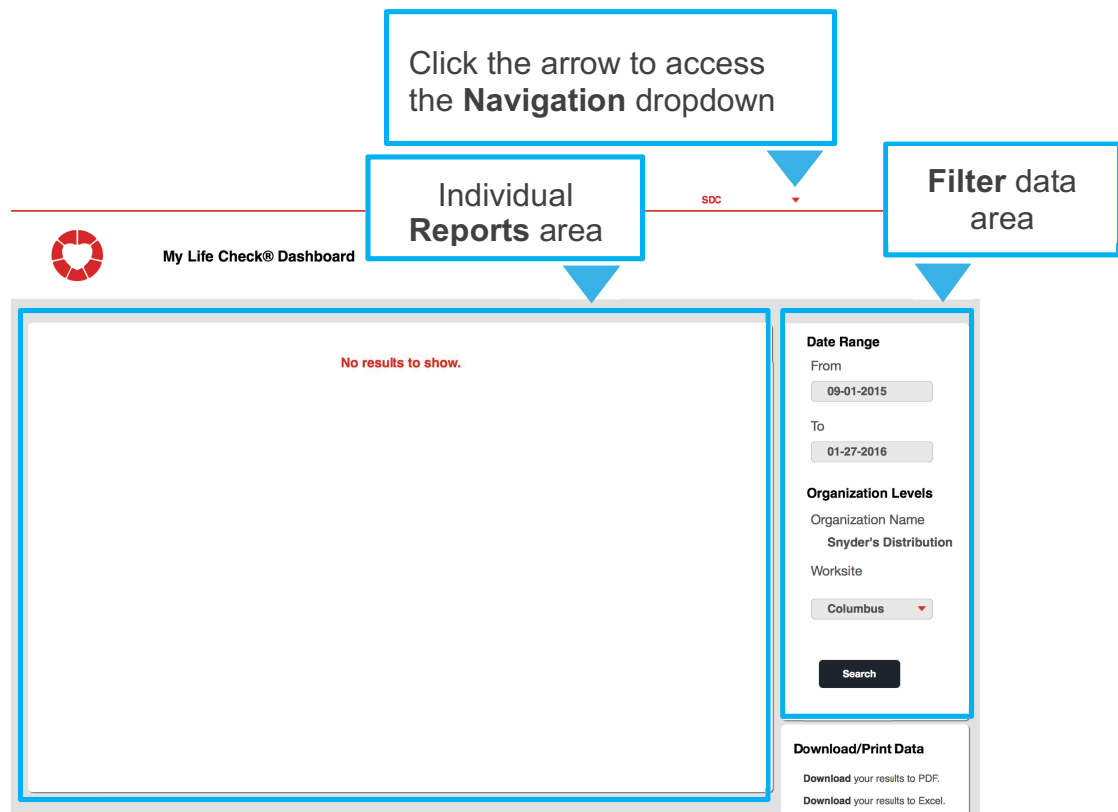 Click the arrow to access
the Navigation dropdown
Individual
Reports area
Filter data
area
SDC
My Life Check® Dashboard
No results to show.
Date Range
From
09-01-2015
To
01-27-2016
Organization Levels
Organization Name
Snyder's Distribution
Worksite
Columbus
Search
Download/Print Data
Download your results to PDF.
Download your results to Excel.